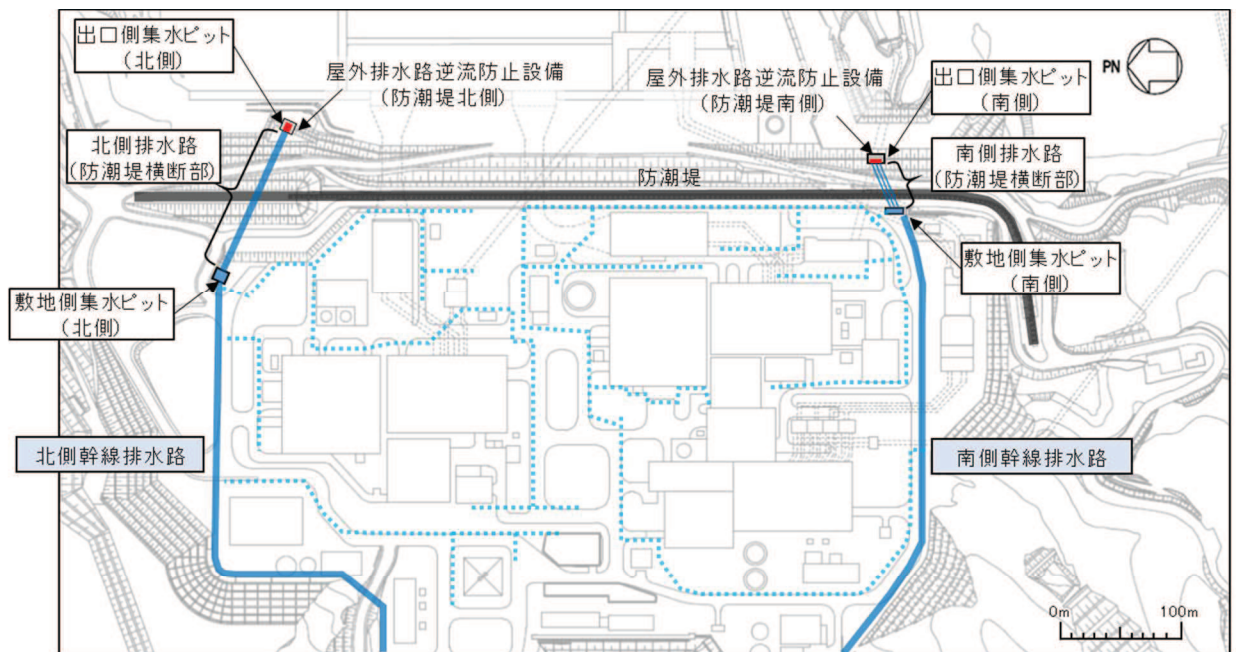 出口側集水ピット
(北側)
屋外排水路逆流防止設備
(防潮堤北側)
屋外排水路逆流防止設備
(防潮堤南側)
出口側集水ピット
(南側)
PN
北側排水路
(防潮堤横断部)
防潮堤
南側排水路
(防潮堤横断部)
敷地側集水ピット
(北側)
敷地側集水ピット
(南側)
北側幹線排水路
南側幹線排水路
0m 100m